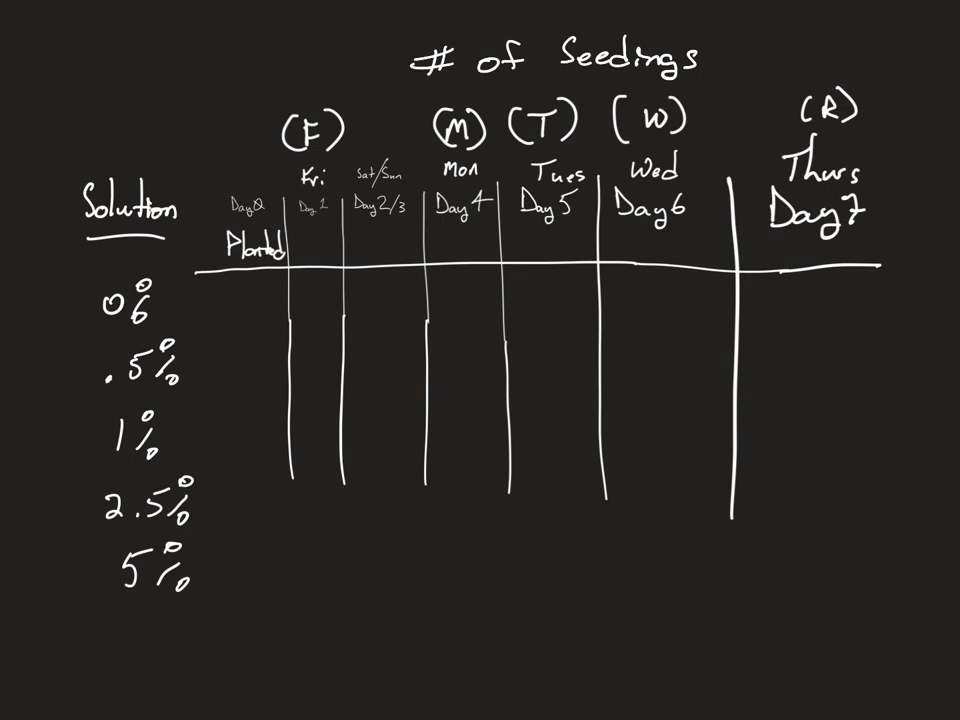 # of Seedings
(F) (M) (T) (W) (R)
Fri Sat/Sun Mon Tues Wed Thurs
Solution Day 0 Day 1 Day 2/3 Day 4 Day 5 Day 6 Day 7
Planted
0%
.5%
1%
2.5%
5%